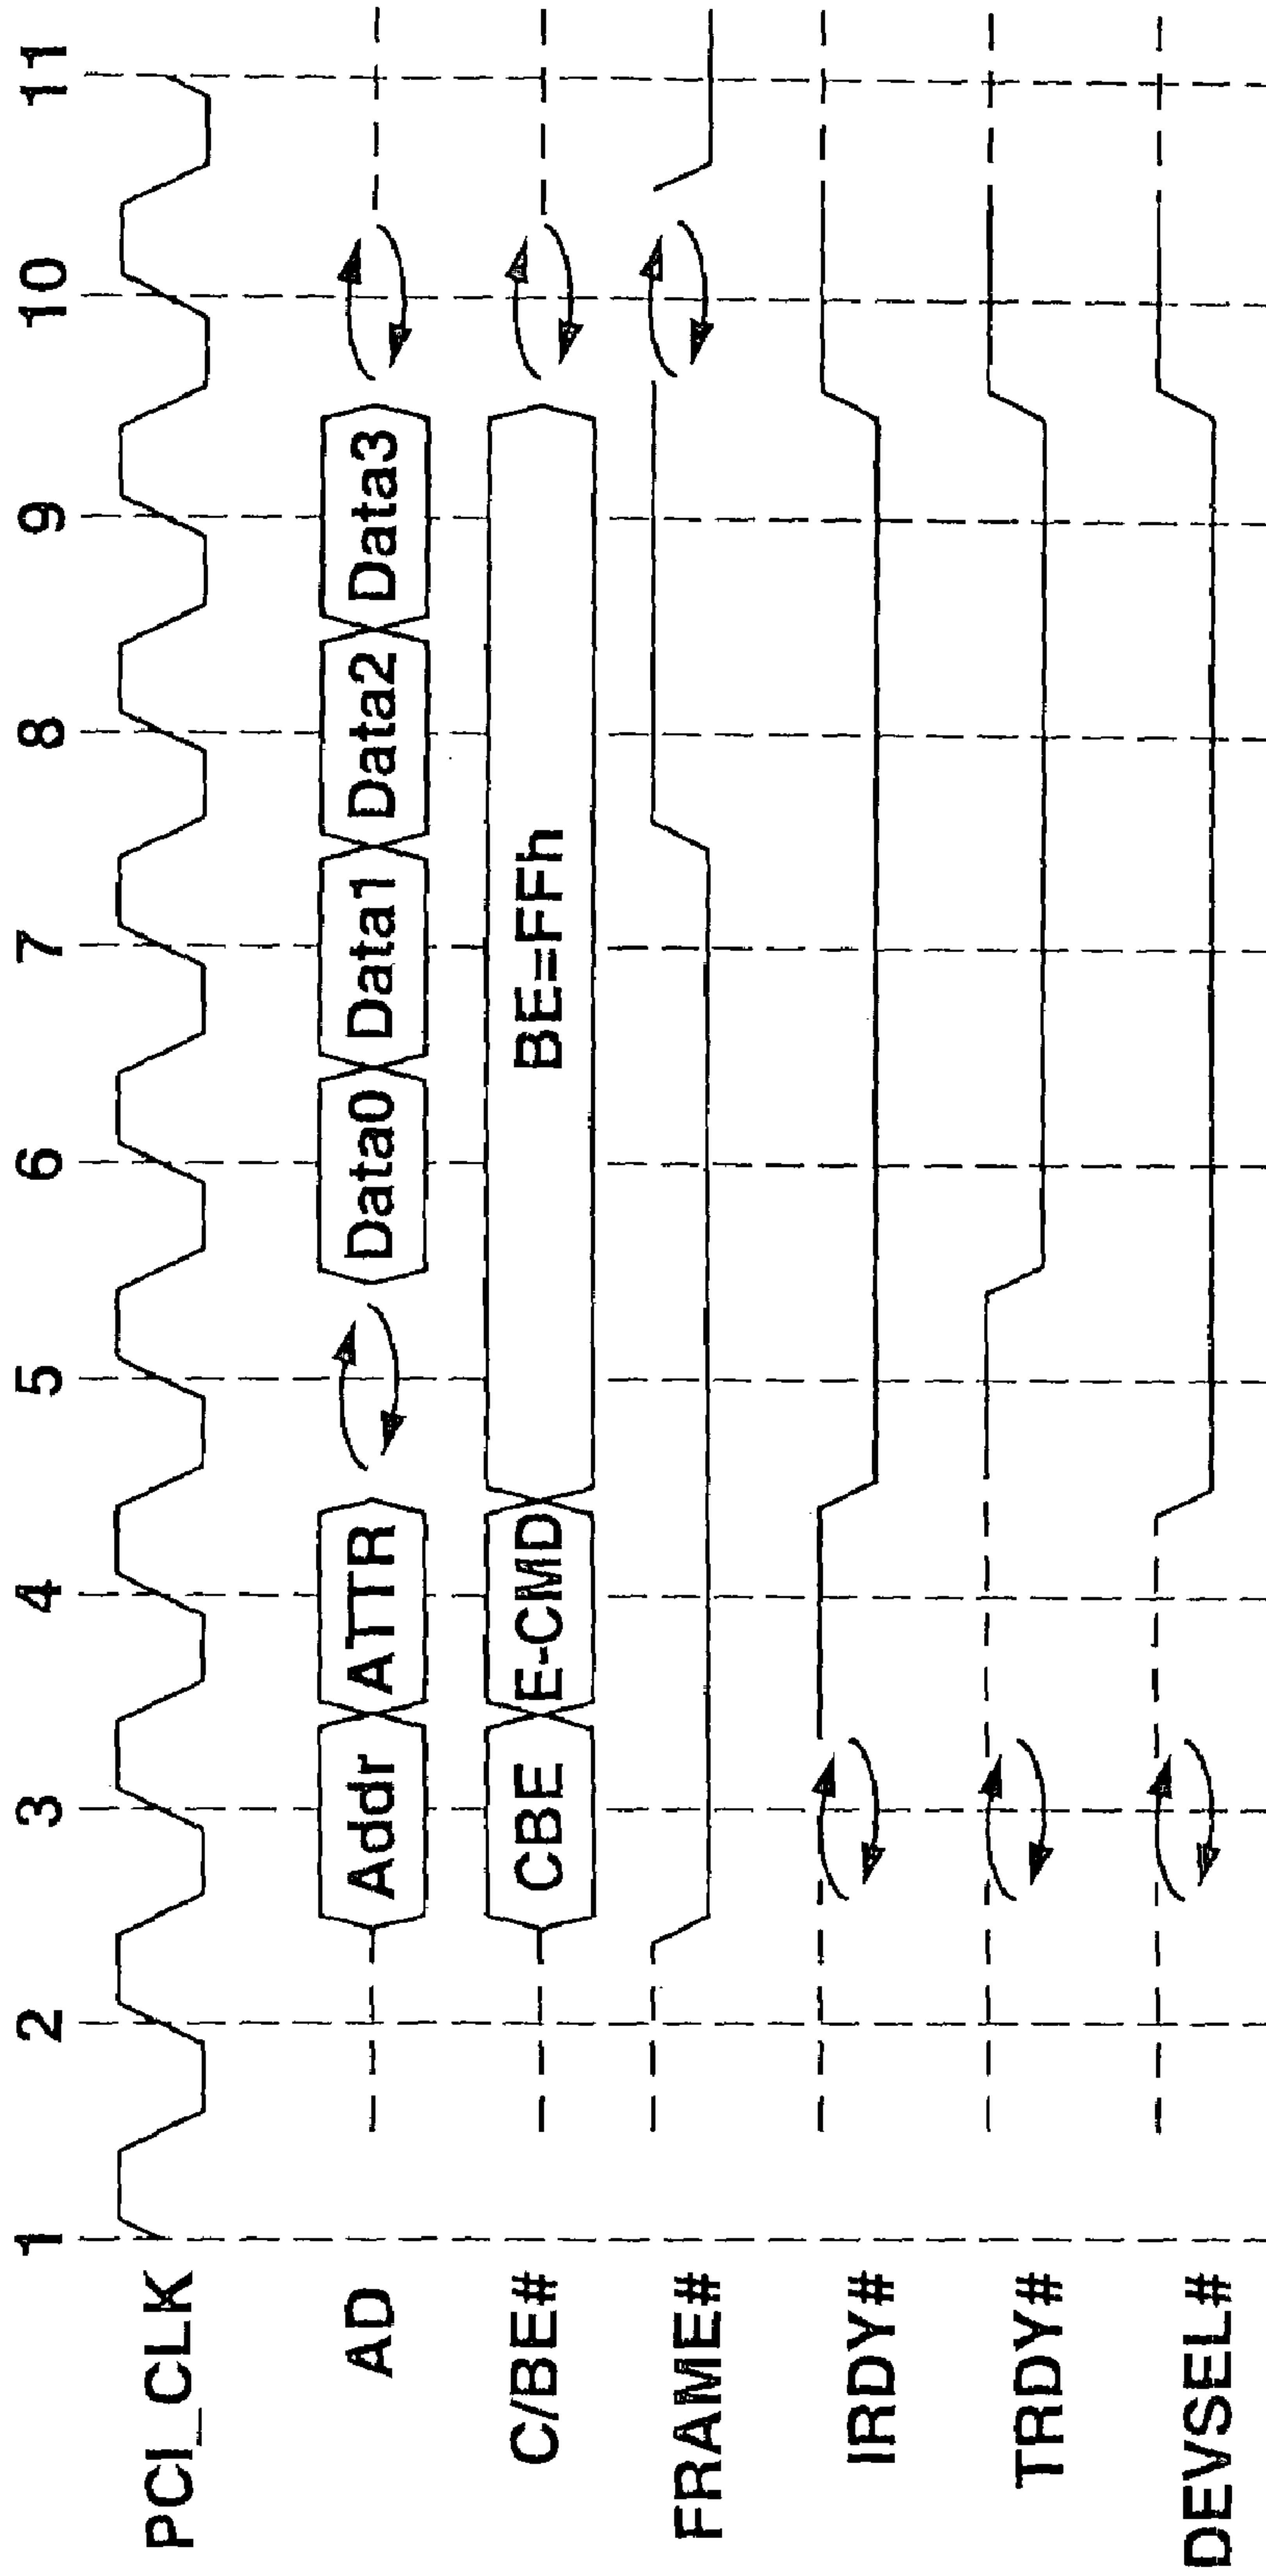 1 2 3 4 5 6 7 8 9 10 11
PCI_CLK
AD Addr ATTR Data0 Data1 Data2 Data3
C/BE# CBE E-CMD BE=FFh
FRAME#
IRDY#
TRDY#
DEVSEL#